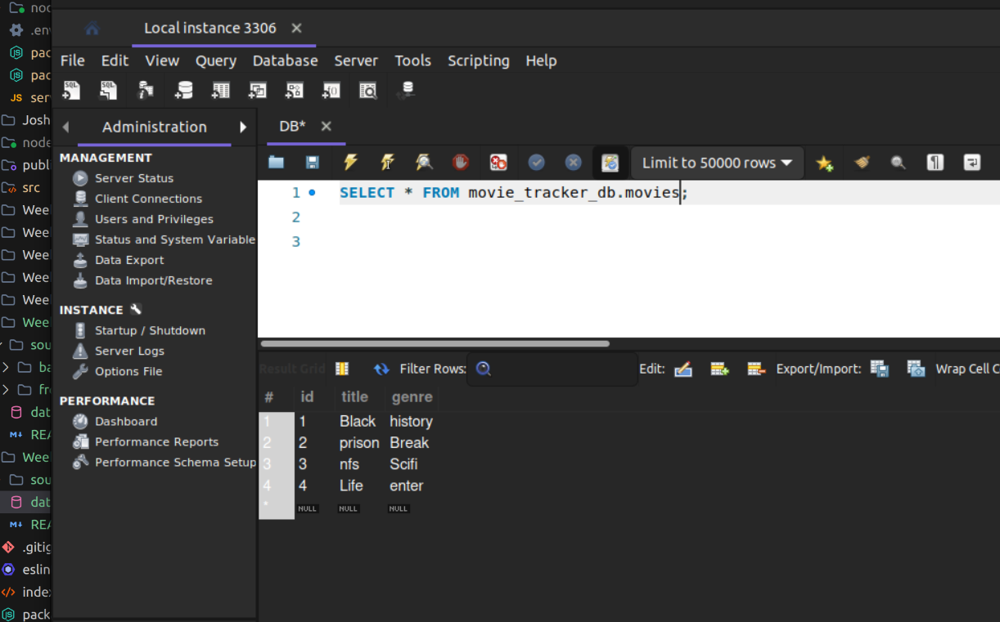 noc
.env
pac
pac
JS ser
Josh
node
publi
src
Wee
Wee
Wee
Wee
Wee
Wee
sou
ba
fr
dat
M↓ REA
Wee
sou
dat
M↓ REA
.gitig
eslin
index
pack
Local instance 3306
File Edit View Query Database Server Tools Scripting Help
SQL SQL
Administration
MANAGEMENT
Server Status
Client Connections
Users and Privileges
Status and System Variable
Data Export
Data Import/Restore
INSTANCE
Startup / Shutdown
Server Logs
Options File
PERFORMANCE
Dashboard
Performance Reports
Performance Schema Setup
DB*
Limit to 50000 rows
1 SELECT * FROM movie_tracker_db.movies;
2
3
Result Grid Filter Rows: Edit: Export/Import: Wrap Cell C
# id title genre
1 1 Black history
2 2 prison Break
3 3 nfs Scifi
4 4 Life enter
* NULL NULL NULL